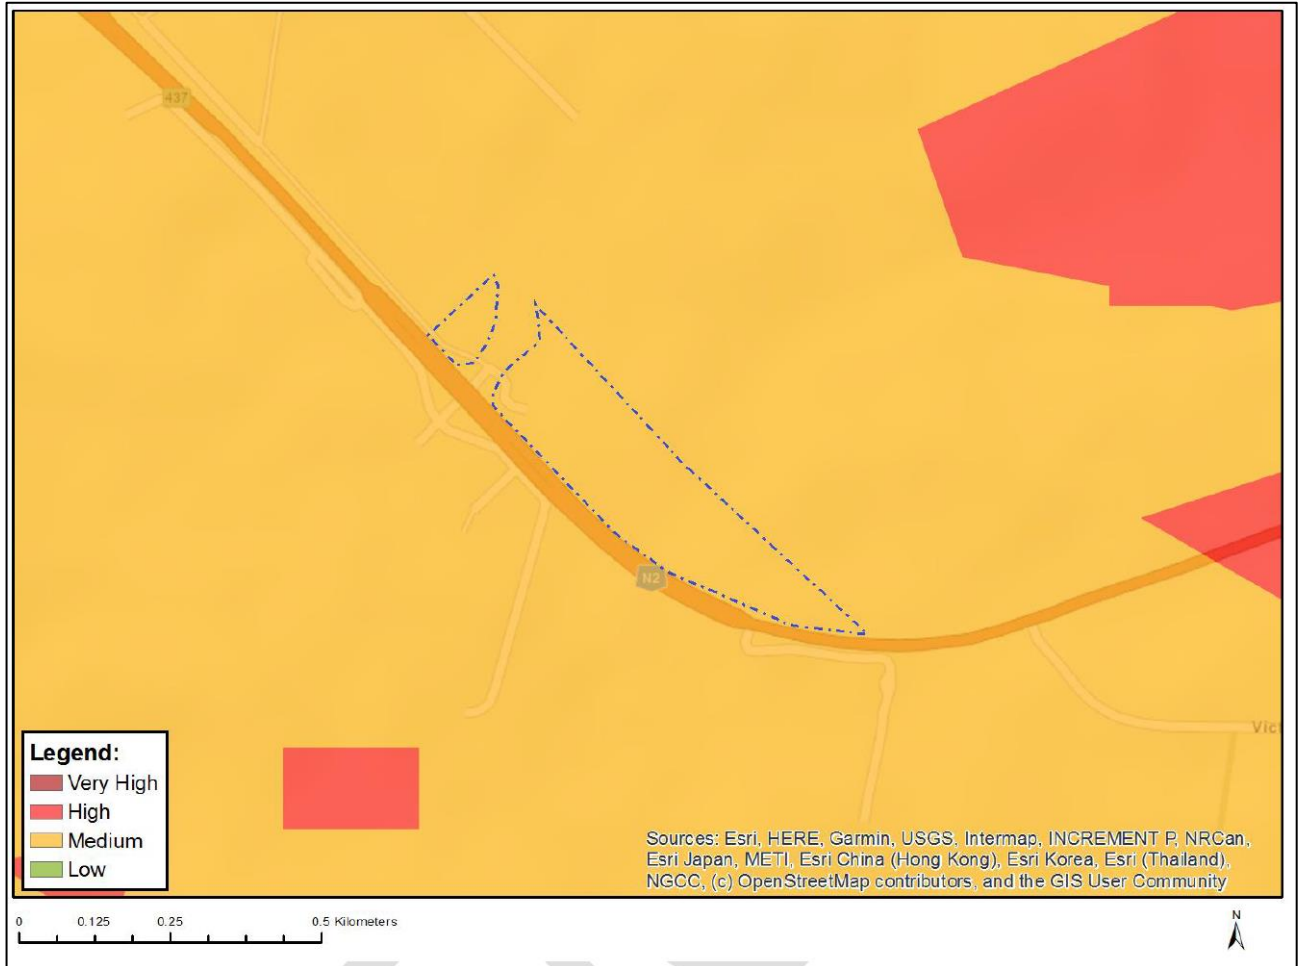 437
N2
Vict
Legend:
Very High
High
Medium
Low
Sources: Esri, HERE, Garmin, USGS, Intermap, INCREMENT P, NRCan,
Esri Japan, METI, Esri China (Hong Kong), Esri Korea, Esri (Thailand),
NGCC, (c) OpenStreetMap contributors, and the GIS User Community
0 0.125 0.25 0.5 Kilometers
N